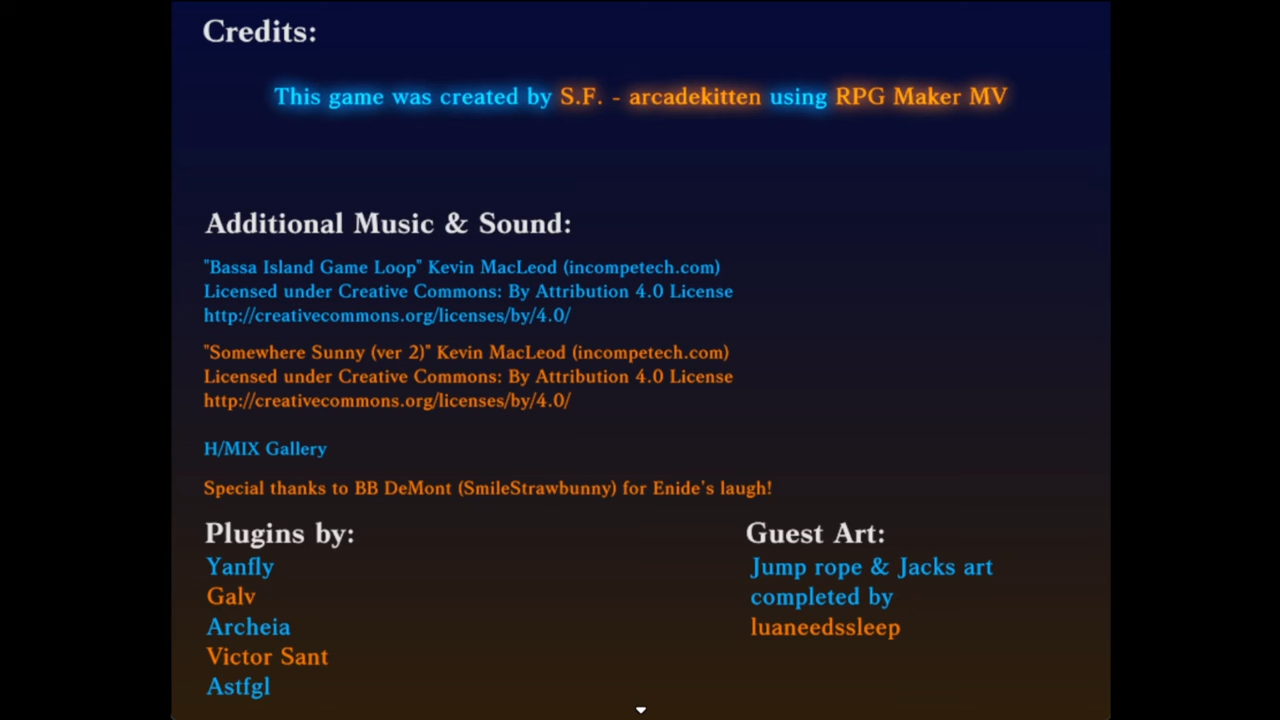 Credits:
This game was created by S.F. - arcadekitten using RPG Maker MV
Additional Music & Sound:
"Bassa Island Game Loop" Kevin MacLeod (incompetech.com)
Licensed under Creative Commons: By Attribution 4.0 License
http://creativecommons.org/licenses/by/4.0/
"Somewhere Sunny (ver 2)" Kevin MacLeod (incompetech.com)
Licensed under Creative Commons: By Attribution 4.0 License
http://creativecommons.org/licenses/by/4.0/
H/MIX Gallery
Special thanks to BB DeMont (SmileStrawbunny) for Enide's laugh!
Plugins by:
Yanfly
Galv
Archeia
Victor Sant
Astfgl
Guest Art:
Jump rope & Jacks art
completed by
luaneedssleep